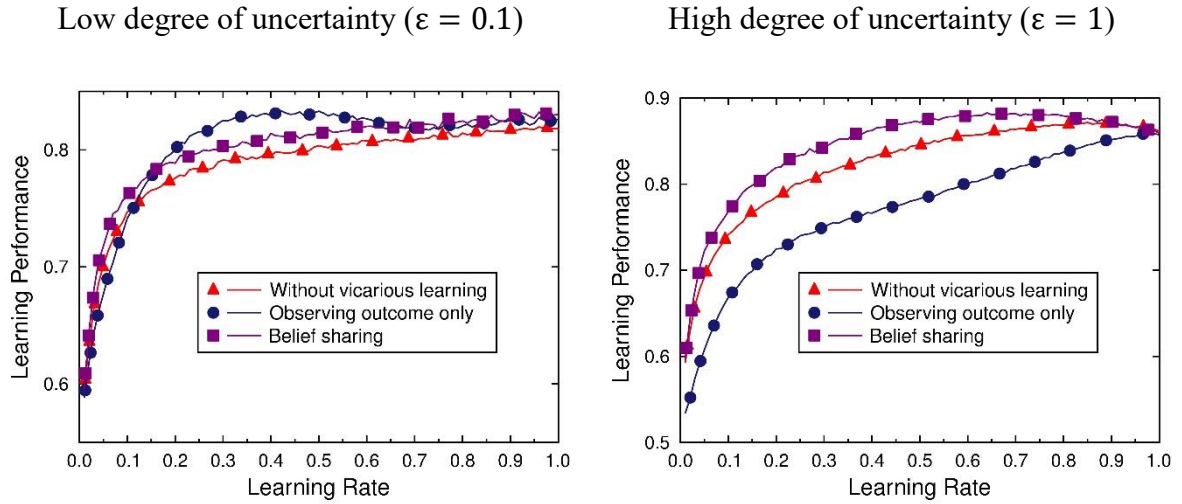 Low degree of uncertainty (ε = 0.1)
High degree of uncertainty (ε = 1)
Learning Performance
0.8
0.7
0.6
0.0 0.1 0.2 0.3 0.4 0.5 0.6 0.7 0.8 0.9 1.0
Learning Rate
Without vicarious learning
Observing outcome only
Belief sharing
Learning Performance
0.9
0.8
0.7
0.6
0.5
0.0 0.1 0.2 0.3 0.4 0.5 0.6 0.7 0.8 0.9 1.0
Learning Rate
Without vicarious learning
Observing outcome only
Belief sharing